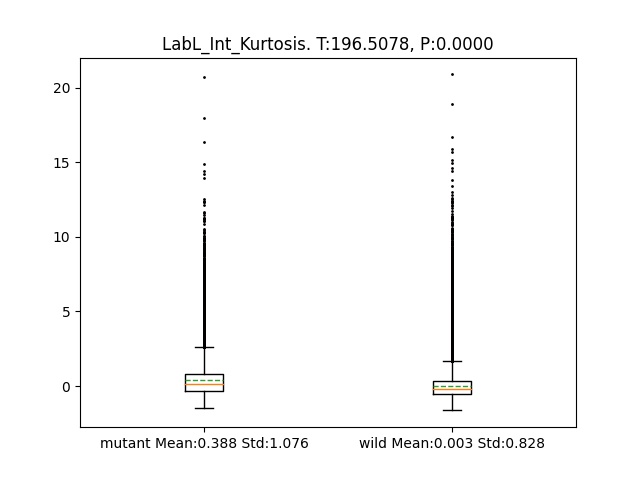 LabL_Int_Kurtosis. T:196.5078, P:0.0000
20
15
10
5
0
mutant Mean:0.388 Std:1.076
wild Mean:0.003 Std:0.828